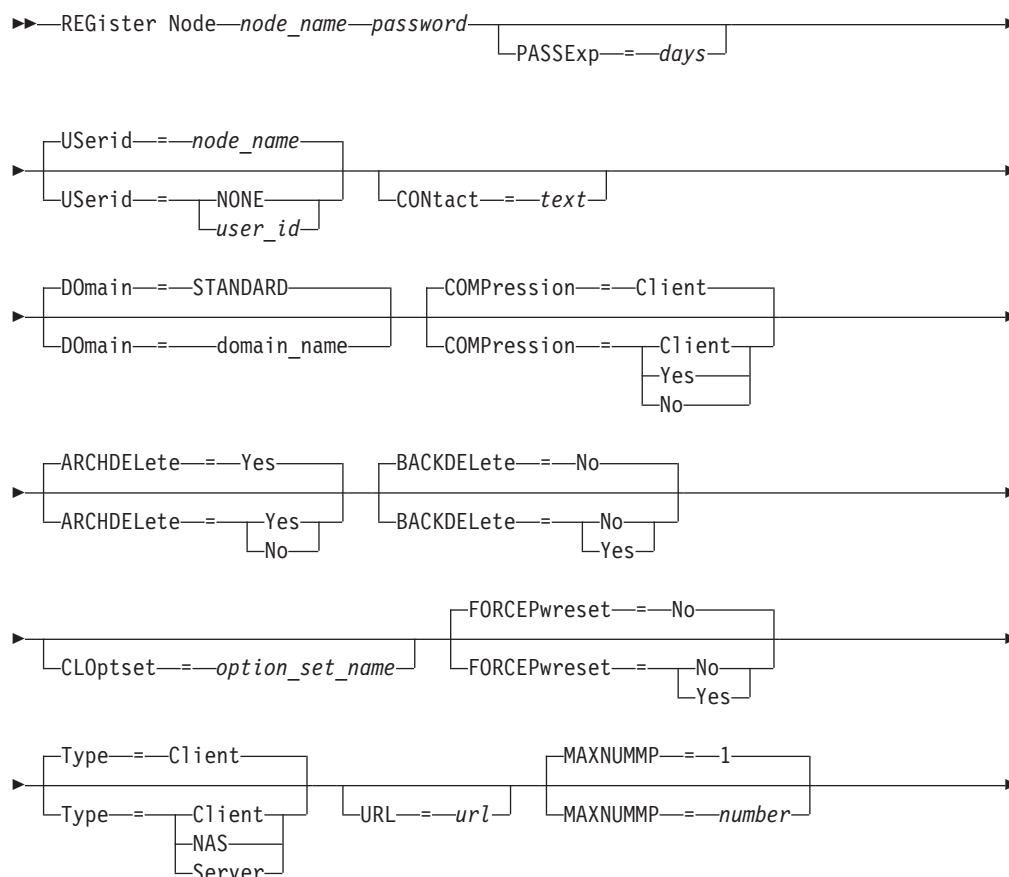 REGister Node node_name password
PASSExp = days
USerid = node_name
USerid = NONE
user_id
CONtact = text
DOmain = STANDARD
DOmain = domain_name
COMPression = Client
COMPression = Client
Yes
No
ARCHDELete = Yes
ARCHDELete = Yes
No
BACKDELete = No
BACKDELete = No
Yes
CLOptset = option_set_name
FORCEPwreset = No
FORCEPwreset = No
Yes
Type = Client
Type = Client
NAS
Server
URL = url
MAXNUMMP = 1
MAXNUMMP = number